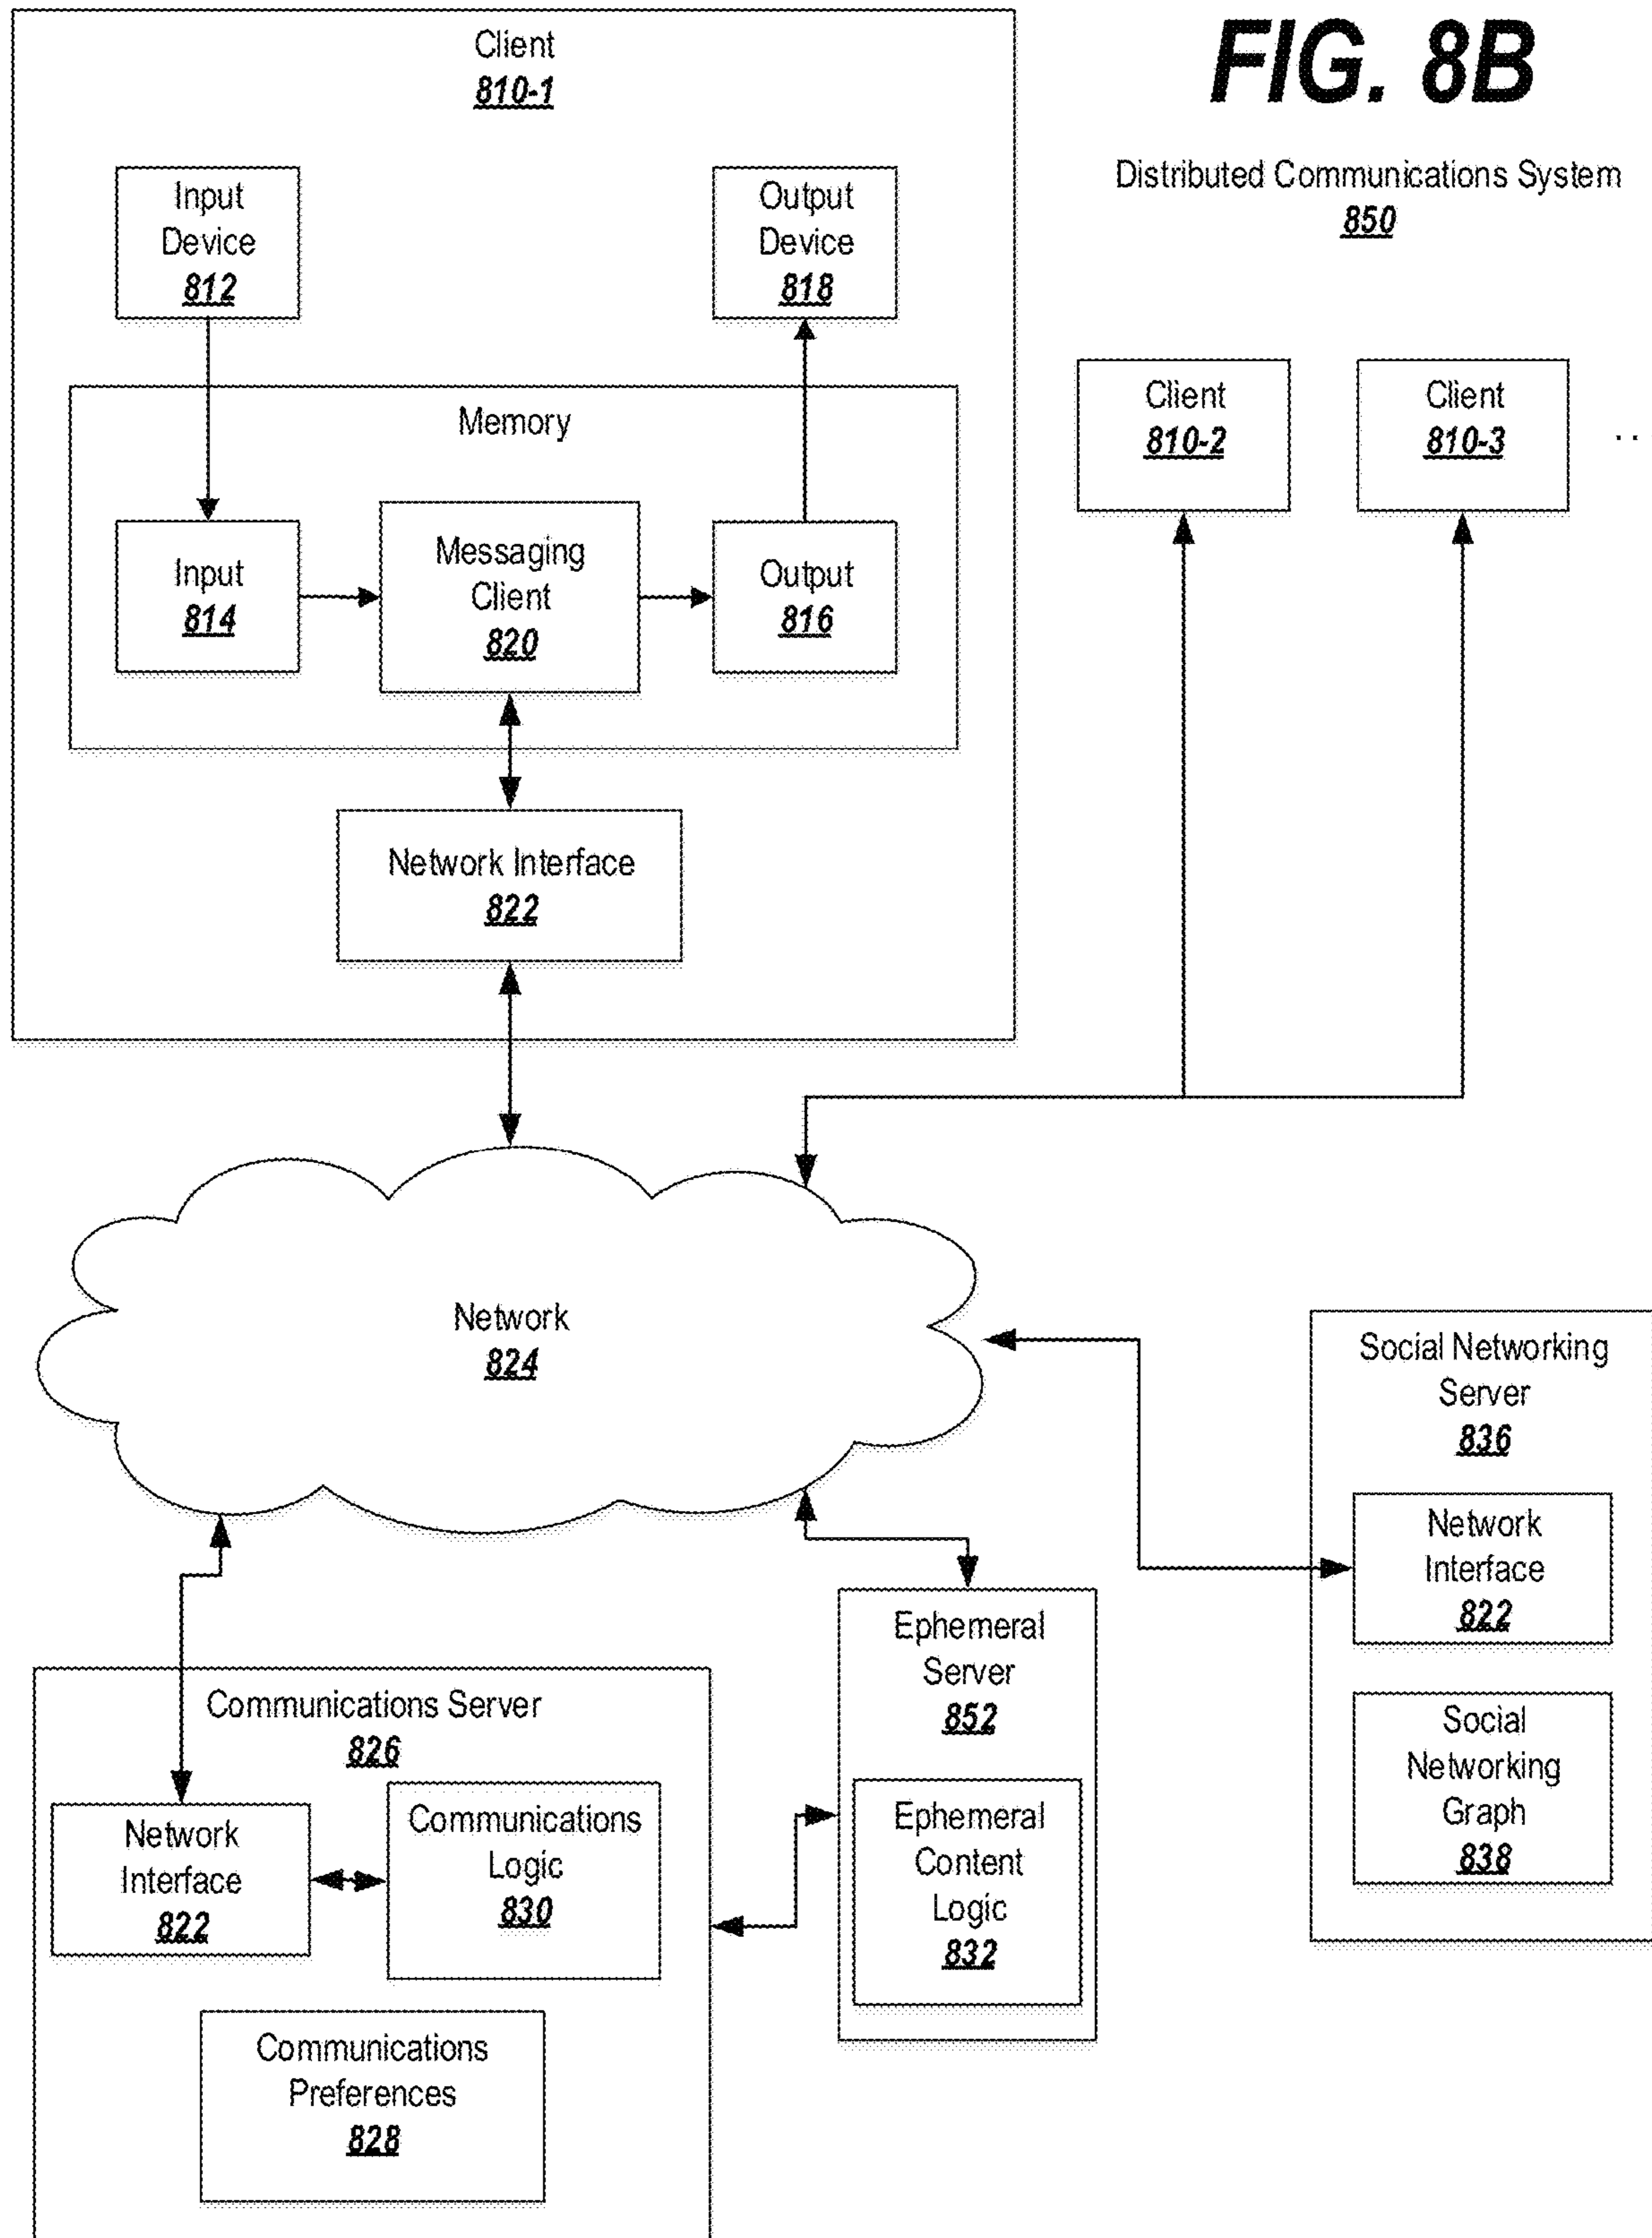 FIG. 8B
Distributed Communications System
850
Client
810-1
Input
Device
812
Output
Device
818
Memory
Input
814
Messaging
Client
820
Output
816
Network Interface
822
Client
810-2
Client
810-3
..
Network
824
Social Networking
Server
836
Network
Interface
822
Social
Networking
Graph
838
Ephemeral
Server
852
Ephemeral
Content
Logic
832
Communications Server
826
Network
Interface
822
Communications
Logic
830
Communications
Preferences
828